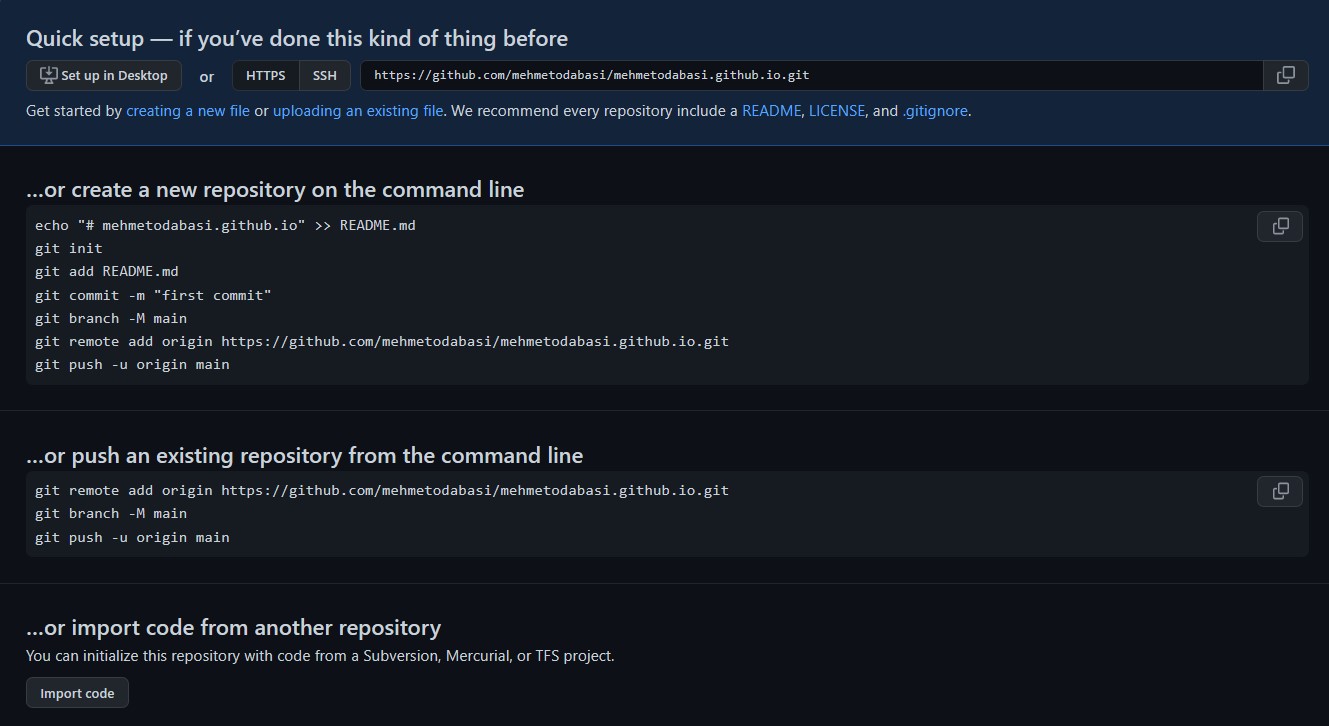 Quick setup — if you've done this kind of thing before
Set up in Desktop or HTTPS SSH https://github.com/mehmetodabasi/mehmetodabasi.github.io.git
Get started by creating a new file or uploading an existing file. We recommend every repository include a README, LICENSE, and .gitignore.
…or create a new repository on the command line
echo "# mehmetodabasi.github.io" >> README.md
git init
git add README.md
git commit -m "first commit"
git branch -M main
git remote add origin https://github.com/mehmetodabasi/mehmetodabasi.github.io.git
git push -u origin main
…or push an existing repository from the command line
git remote add origin https://github.com/mehmetodabasi/mehmetodabasi.github.io.git
git branch -M main
git push -u origin main
…or import code from another repository
You can initialize this repository with code from a Subversion, Mercurial, or TFS project.
Import code